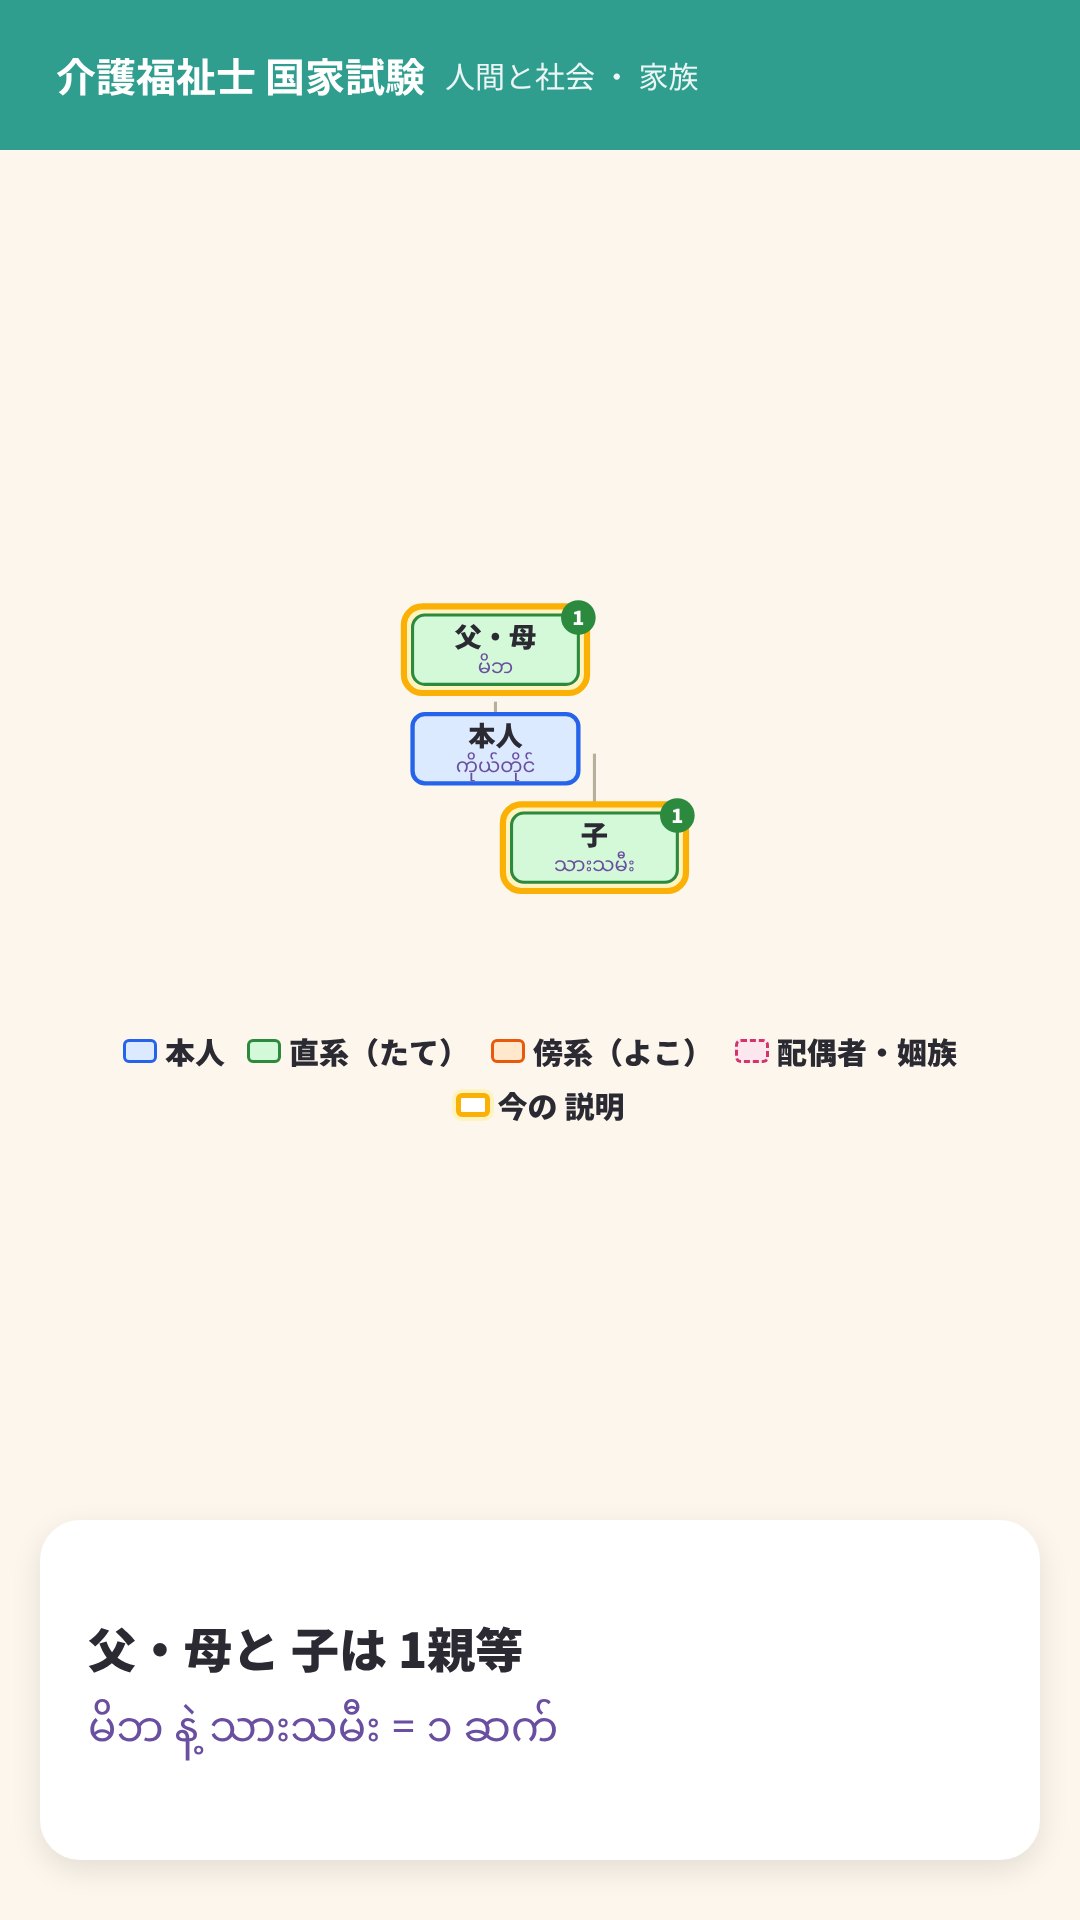 介護福祉士 国家試験 人間と社会 ・ 家族
1
父・母
မိဘ
本人
ကိုယ်တိုင်
1
子
သားသမီး
本人 直系（たて） 傍系（よこ） 配偶者・姻族
今の 説明
父・母と 子は 1親等
မိဘ နဲ့ သားသမီး = ၁ ဆက်